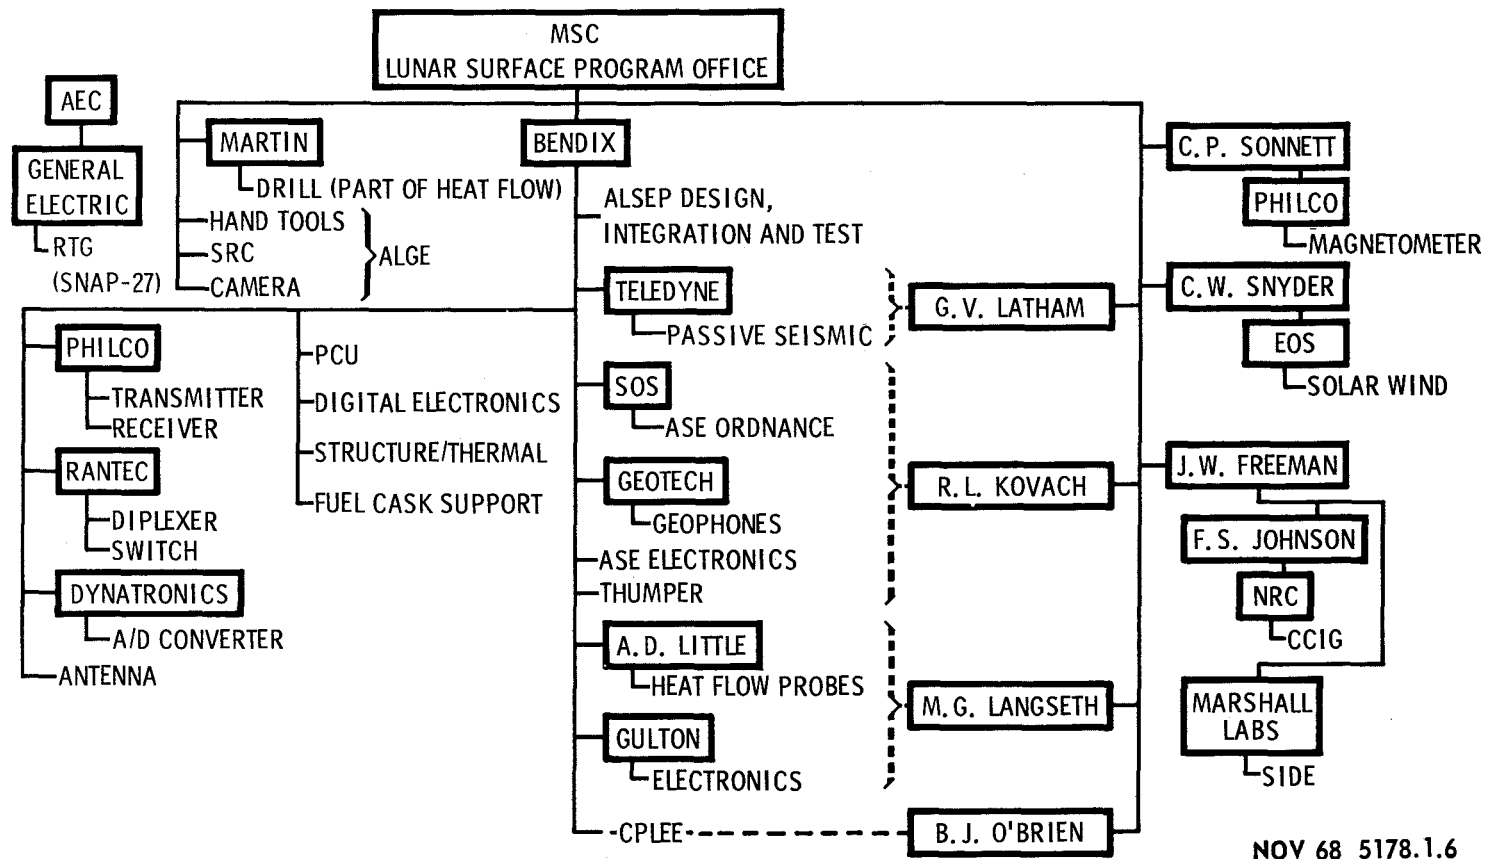 MSC
LUNAR SURFACE PROGRAM OFFICE
AEC
GENERAL
ELECTRIC
RTG
(SNAP-27)
MARTIN
DRILL (PART OF HEAT FLOW)
HAND TOOLS
SRC
CAMERA
ALGE
BENDIX
ALSEP DESIGN,
INTEGRATION AND TEST
PHILCO
TRANSMITTER
RECEIVER
RANTEC
DIPLEXER
SWITCH
DYNATRONICS
A/D CONVERTER
ANTENNA
PCU
DIGITAL ELECTRONICS
STRUCTURE/THERMAL
FUEL CASK SUPPORT
TELEDYNE
PASSIVE SEISMIC
SOS
ASE ORDNANCE
GEOTECH
GEOPHONES
ASE ELECTRONICS
THUMPER
A.D. LITTLE
HEAT FLOW PROBES
GULTON
ELECTRONICS
CPLEE
G.V. LATHAM
R.L. KOVACH
M.G. LANGSETH
B.J. O'BRIEN
C.P. SONNETT
PHILCO
MAGNETOMETER
C.W. SNYDER
EOS
SOLAR WIND
J.W. FREEMAN
F.S. JOHNSON
NRC
CCIG
MARSHALL
LABS
SIDE
NOV 68 5178.1.6